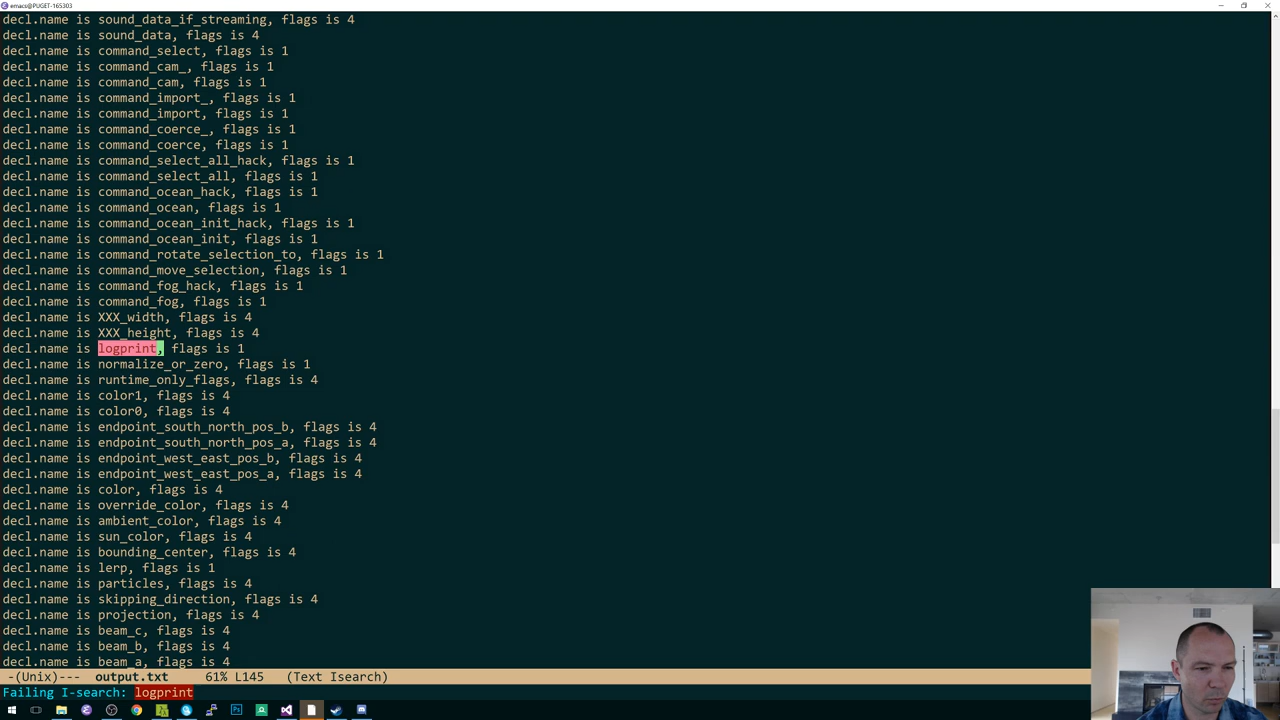 emacs@PUGET-165303
decl.name is sound_data_if_streaming, flags is 4
decl.name is sound_data, flags is 4
decl.name is command_select, flags is 1
decl.name is command_cam_, flags is 1
decl.name is command_cam, flags is 1
decl.name is command_import_, flags is 1
decl.name is command_import, flags is 1
decl.name is command_coerce_, flags is 1
decl.name is command_coerce, flags is 1
decl.name is command_select_all_hack, flags is 1
decl.name is command_select_all, flags is 1
decl.name is command_ocean_hack, flags is 1
decl.name is command_ocean, flags is 1
decl.name is command_ocean_init_hack, flags is 1
decl.name is command_ocean_init, flags is 1
decl.name is command_rotate_selection_to, flags is 1
decl.name is command_move_selection, flags is 1
decl.name is command_fog_hack, flags is 1
decl.name is command_fog, flags is 1
decl.name is XXX_width, flags is 4
decl.name is XXX_height, flags is 4
decl.name is logprint, flags is 1
decl.name is normalize_or_zero, flags is 1
decl.name is runtime_only_flags, flags is 4
decl.name is color1, flags is 4
decl.name is color0, flags is 4
decl.name is endpoint_south_north_pos_b, flags is 4
decl.name is endpoint_south_north_pos_a, flags is 4
decl.name is endpoint_west_east_pos_b, flags is 4
decl.name is endpoint_west_east_pos_a, flags is 4
decl.name is color, flags is 4
decl.name is override_color, flags is 4
decl.name is ambient_color, flags is 4
decl.name is sun_color, flags is 4
decl.name is bounding_center, flags is 4
decl.name is lerp, flags is 1
decl.name is particles, flags is 4
decl.name is skipping_direction, flags is 4
decl.name is projection, flags is 4
decl.name is beam_c, flags is 4
decl.name is beam_b, flags is 4
decl.name is beam_a, flags is 4
-(Unix)--- output.txt 61% L145 (Text Isearch)
Failing I-search: logprint